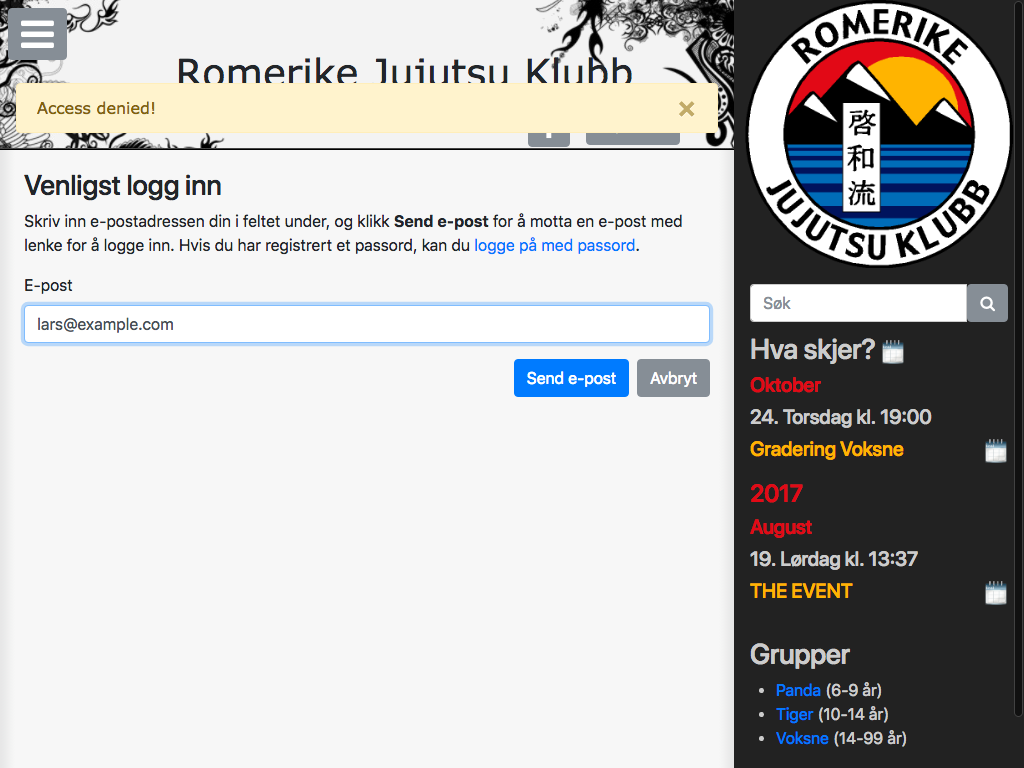 Romerike Jujutsu Klubb
Access denied!
×
Venligst logg inn
Skriv inn e-postadressen din i feltet under, og klikk Send e-post for å motta en e-post med
lenke for å logge inn. Hvis du har registrert et passord, kan du logge på med passord.
E-post
lars@example.com
Send e-post
Avbryt
ROMERIKE
啓和流
JUJUTSU KLUBB
Søk
Hva skjer?
Oktober
24. Torsdag kl. 19:00
Gradering Voksne
2017
August
19. Lørdag kl. 13:37
THE EVENT
Grupper
• Panda (6-9 år)
• Tiger (10-14 år)
• Voksne (14-99 år)